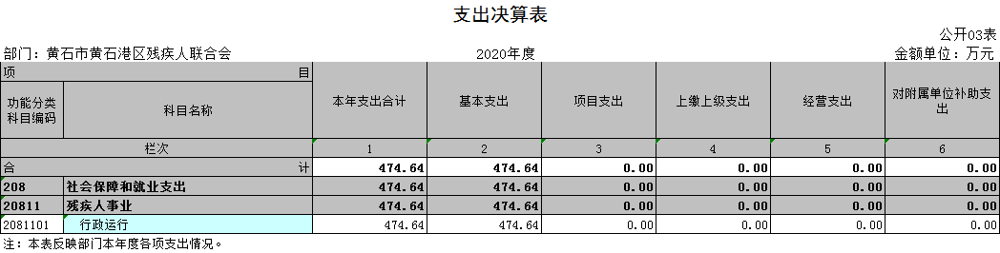 支出决算表
公开03表
部门：黄石市黄石港区残疾人联合会 2020年度 金额单位：万元
项 目 本年支出合计 基本支出 项目支出 上缴上级支出 经营支出 对附属单位补助支出
功能分类科目编码 科目名称
栏次 1 2 3 4 5 6
合 计 474.64 474.64 0.00 0.00 0.00 0.00
208 社会保障和就业支出 474.64 474.64 0.00 0.00 0.00 0.00
20811 残疾人事业 474.64 474.64 0.00 0.00 0.00 0.00
2081101 行政运行 474.64 474.64 0.00 0.00 0.00 0.00
注：本表反映部门本年度各项支出情况。